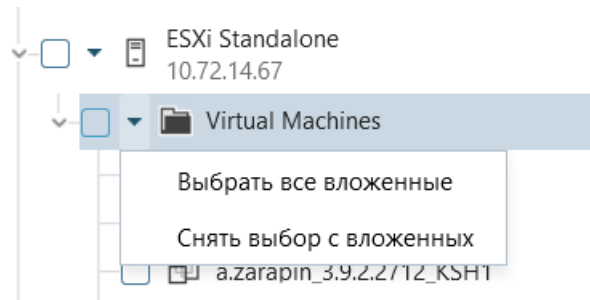 ESXi Standalone
10.72.14.67
Virtual Machines
Выбрать все вложенные
Снять выбор с вложенных
a.zarapin_3.9.2.2712_KSH1